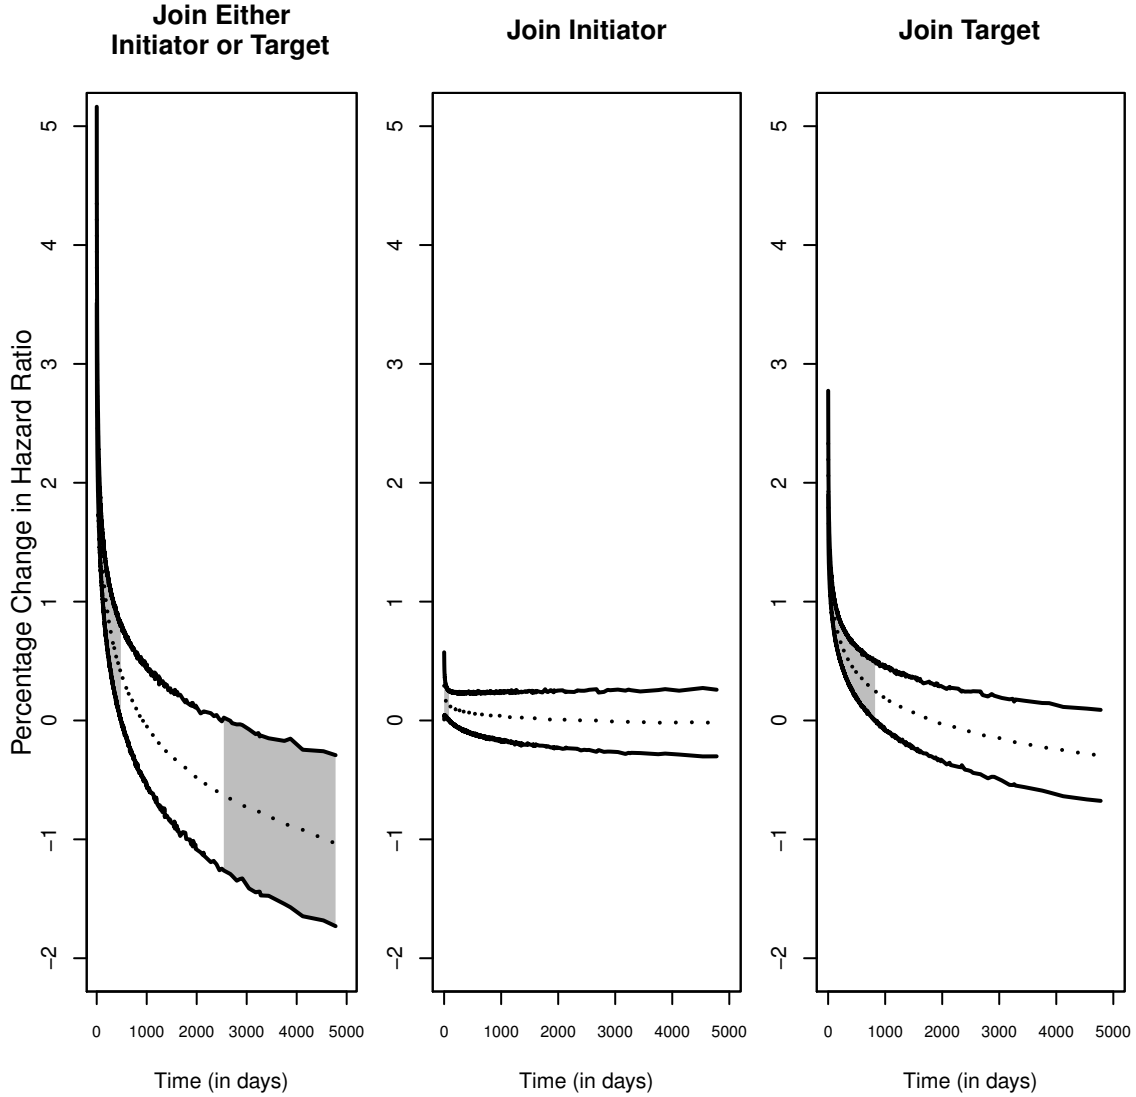 Join Either
Initiator or Target
Join Initiator
Join Target
Percentage Change in Hazard Ratio
5
4
3
2
1
0
−1
−2
0 1000 2000 3000 4000 5000
Time (in days)
5
4
3
2
1
0
−1
−2
0 1000 2000 3000 4000 5000
Time (in days)
5
4
3
2
1
0
−1
−2
0 1000 2000 3000 4000 5000
Time (in days)